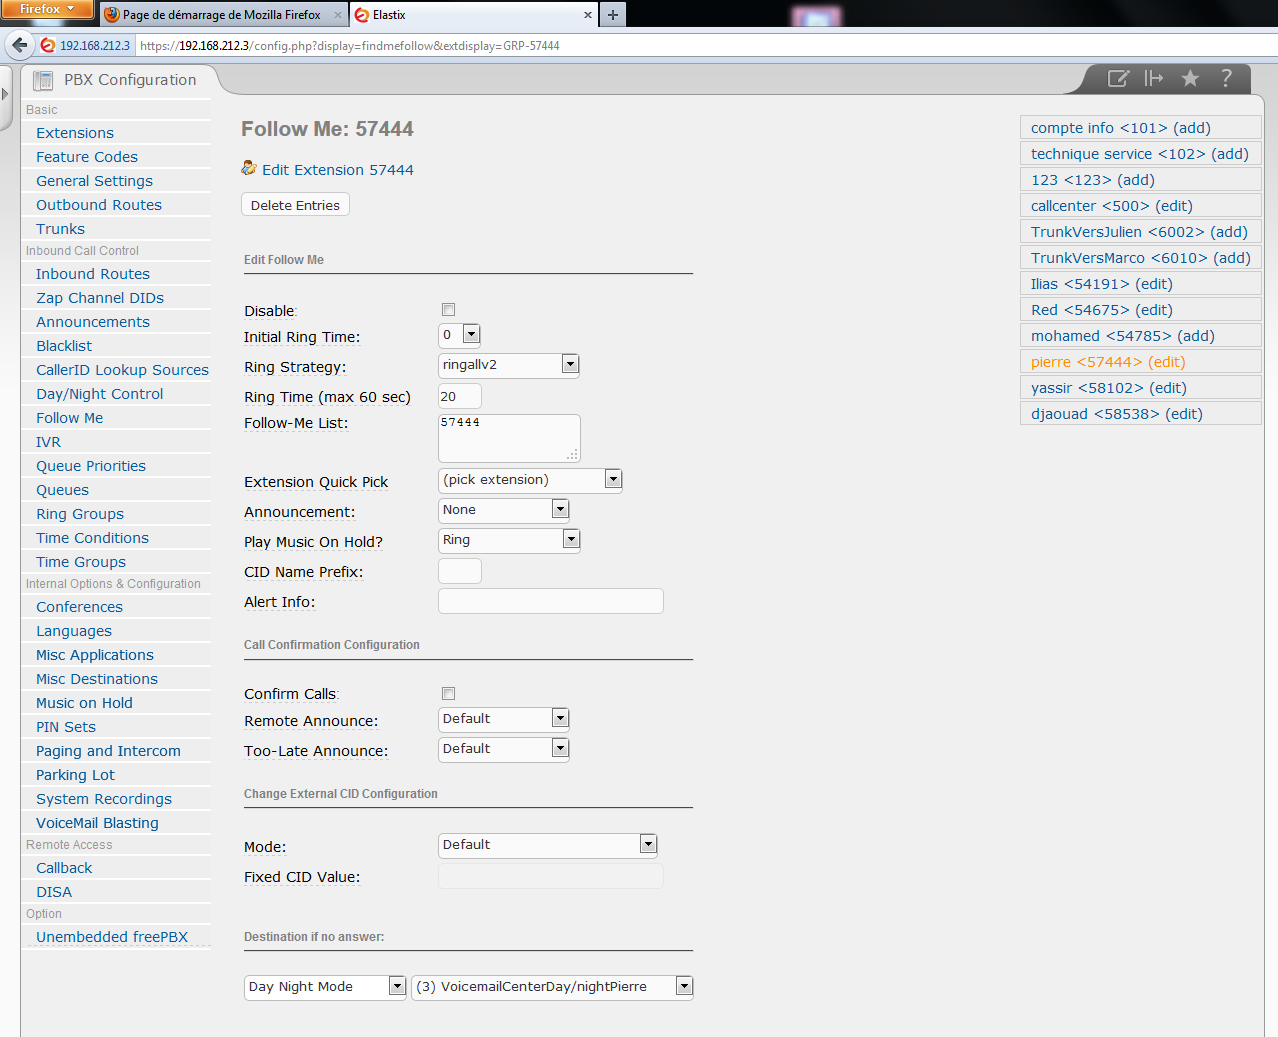 Firefox
Page de démarrage de Mozilla Firefox
Elastix
192.168.212.3
https://192.168.212.3/config.php?display=findmefollow&extdisplay=GRP-57444
PBX Configuration
Basic
Extensions
Feature Codes
General Settings
Outbound Routes
Trunks
Inbound Call Control
Inbound Routes
Zap Channel DIDs
Announcements
Blacklist
CallerID Lookup Sources
Day/Night Control
Follow Me
IVR
Queue Priorities
Queues
Ring Groups
Time Conditions
Time Groups
Internal Options & Configuration
Conferences
Languages
Misc Applications
Misc Destinations
Music on Hold
PIN Sets
Paging and Intercom
Parking Lot
System Recordings
VoiceMail Blasting
Remote Access
Callback
DISA
Option
Unembedded freePBX
Follow Me: 57444
Edit Extension 57444
Delete Entries
Edit Follow Me
Disable:
Initial Ring Time: 0
Ring Strategy: ringallv2
Ring Time (max 60 sec) 20
Follow-Me List: 57444
Extension Quick Pick (pick extension)
Announcement: None
Play Music On Hold? Ring
CID Name Prefix:
Alert Info:
Call Confirmation Configuration
Confirm Calls:
Remote Announce: Default
Too-Late Announce: Default
Change External CID Configuration
Mode: Default
Fixed CID Value:
Destination if no answer:
Day Night Mode (3) VoicemailCenterDay/nightPierre
?
compte info <101> (add)
technique service <102> (add)
123 <123> (add)
callcenter <500> (edit)
TrunkVersJulien <6002> (add)
TrunkVersMarco <6010> (add)
Ilias <54191> (edit)
Red <54675> (edit)
mohamed <54785> (add)
pierre <57444> (edit)
yassir <58102> (edit)
djaouad <58538> (edit)